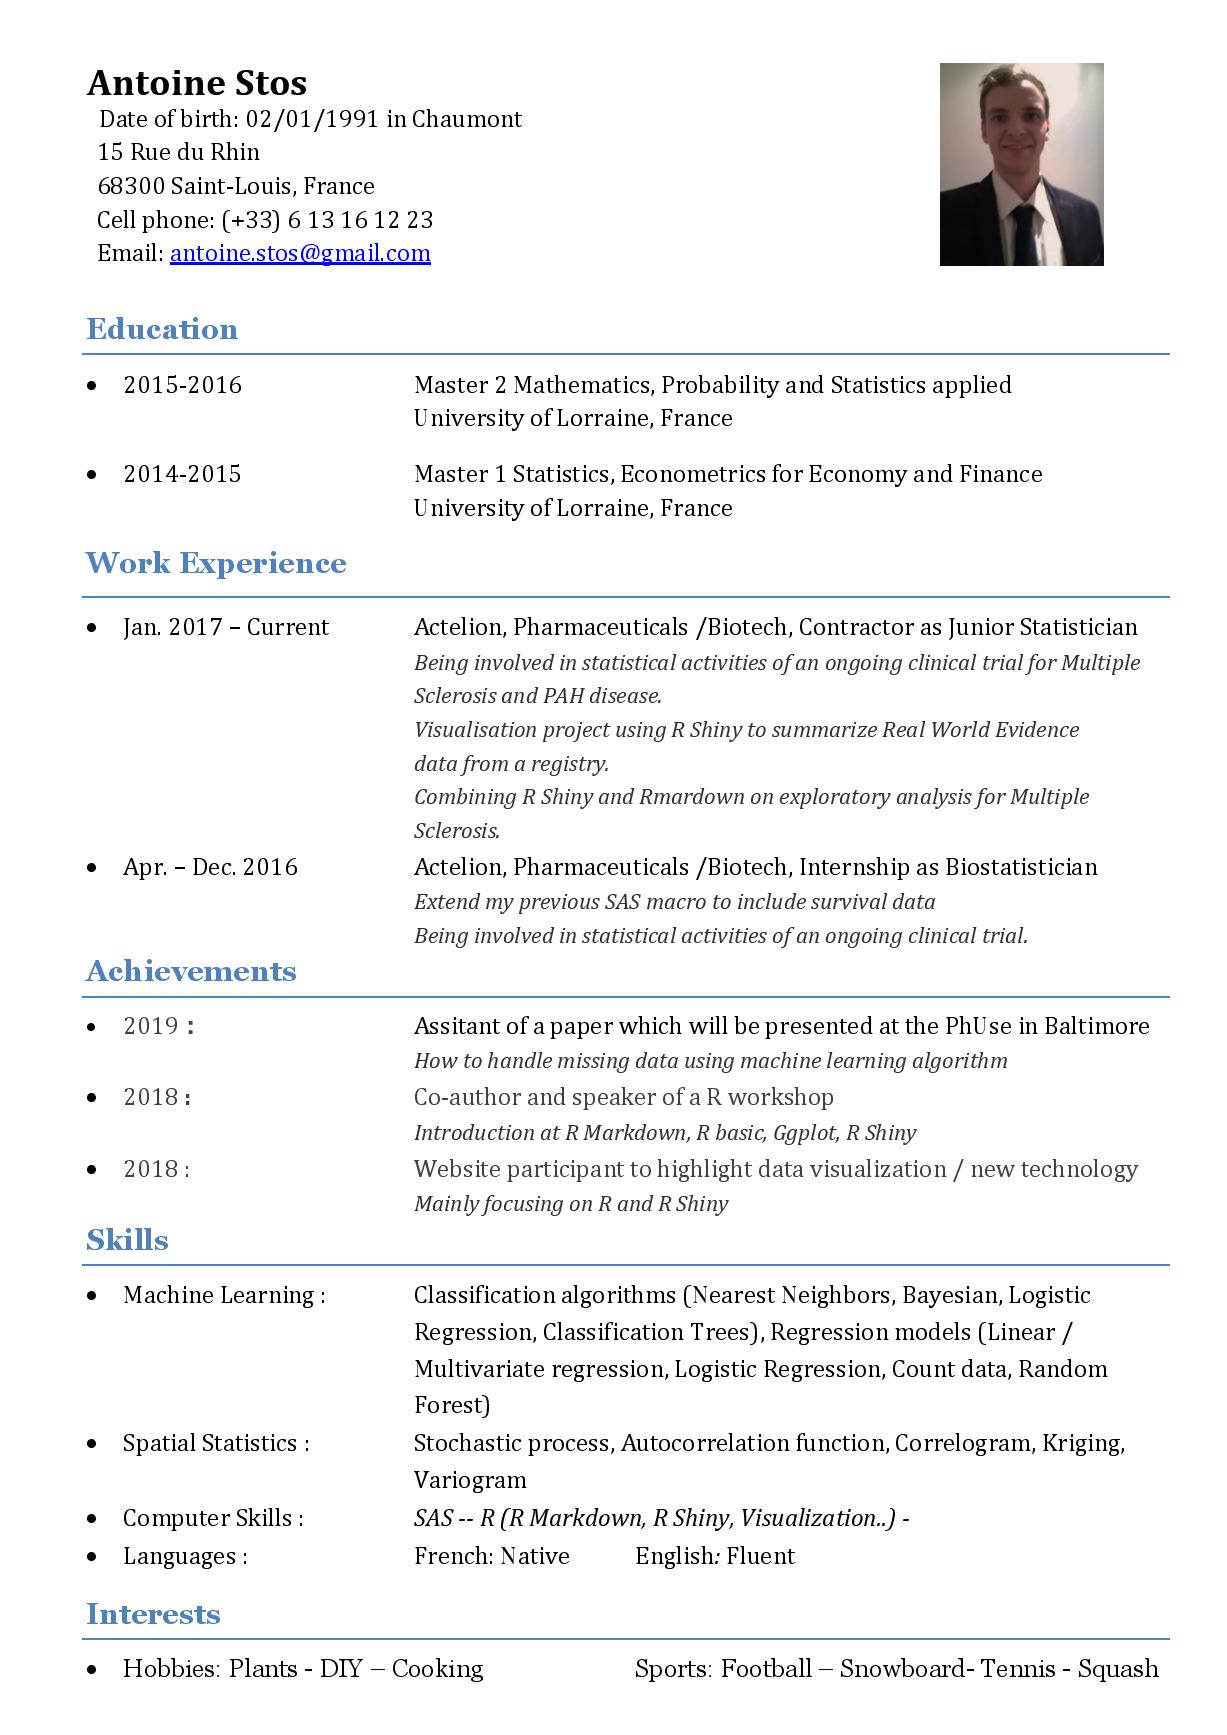 Antoine Stos
Date of birth: 02/01/1991 in Chaumont
15 Rue du Rhin
68300 Saint-Louis, France
Cell phone: (+33) 6 13 16 12 23
Email: antoine.stos@gmail.com
Education
• 2015-2016 Master 2 Mathematics, Probability and Statistics applied
University of Lorraine, France
• 2014-2015 Master 1 Statistics, Econometrics for Economy and Finance
University of Lorraine, France
Work Experience
• Jan. 2017 – Current Actelion, Pharmaceuticals /Biotech, Contractor as Junior Statistician
Being involved in statistical activities of an ongoing clinical trial for Multiple
Sclerosis and PAH disease.
Visualisation project using R Shiny to summarize Real World Evidence
data from a registry.
Combining R Shiny and Rmardown on exploratory analysis for Multiple
Sclerosis.
• Apr. – Dec. 2016 Actelion, Pharmaceuticals /Biotech, Internship as Biostatistician
Extend my previous SAS macro to include survival data
Being involved in statistical activities of an ongoing clinical trial.
Achievements
• 2019 : Assitant of a paper which will be presented at the PhUse in Baltimore
How to handle missing data using machine learning algorithm
• 2018 : Co-author and speaker of a R workshop
Introduction at R Markdown, R basic, Ggplot, R Shiny
• 2018 : Website participant to highlight data visualization / new technology
Mainly focusing on R and R Shiny
Skills
• Machine Learning : Classification algorithms (Nearest Neighbors, Bayesian, Logistic
Regression, Classification Trees), Regression models (Linear /
Multivariate regression, Logistic Regression, Count data, Random
Forest)
• Spatial Statistics : Stochastic process, Autocorrelation function, Correlogram, Kriging,
Variogram
• Computer Skills : SAS -- R (R Markdown, R Shiny, Visualization..) -
• Languages : French: Native English: Fluent
Interests
• Hobbies: Plants - DIY – Cooking Sports: Football – Snowboard- Tennis - Squash